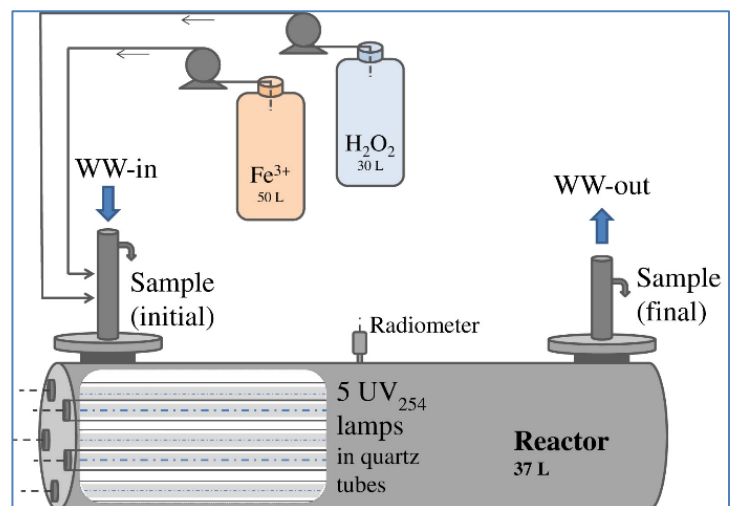 H₂O₂
30 L
Fe³⁺
50 L
WW-in
WW-out
Sample
(initial)
Sample
(final)
Radiometer
5 UV₂₅₄
lamps
in quartz
tubes
Reactor
37 L